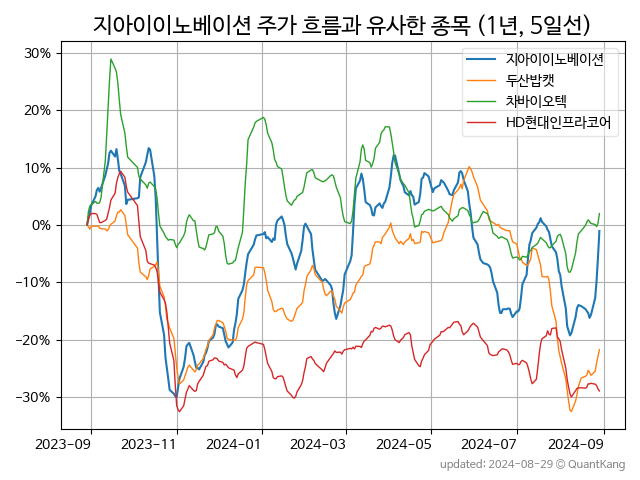 지아이이노베이션 주가 흐름과 유사한 종목 (1년, 5일선)
지아이이노베이션
두산밥캣
차바이오텍
HD현대인프라코어
30%
20%
10%
0%
−10%
−20%
−30%
2023-09 2023-11 2024-01 2024-03 2024-05 2024-07 2024-09
updated: 2024-08-29 © QuantKang